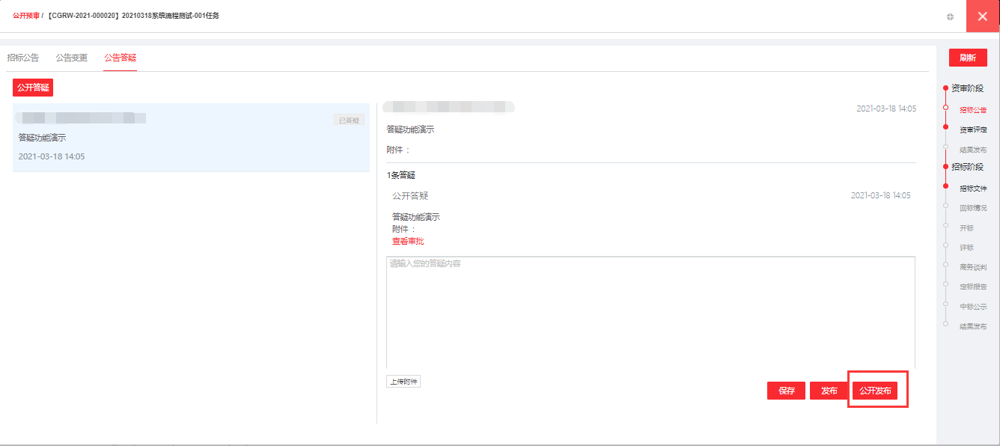 公开预审 / 【CGRW-2021-000020】20210318系统流程测试-001任务
招标公告 公告变更 公告答疑
公开答疑
已答疑
答疑功能演示
2021-03-18 14:05
2021-03-18 14:05
答疑功能演示
附件 ：
1条答疑
公开答疑 2021-03-18 14:05
答疑功能演示
附件 ：
查看审批
请输入您的答疑内容
上传附件
保存 发布 公开发布
刷新
资审阶段
招标公告
资审评定
结果发布
招标阶段
招标文件
回标情况
开标
评标
商务谈判
定标报告
中标公示
结果发布